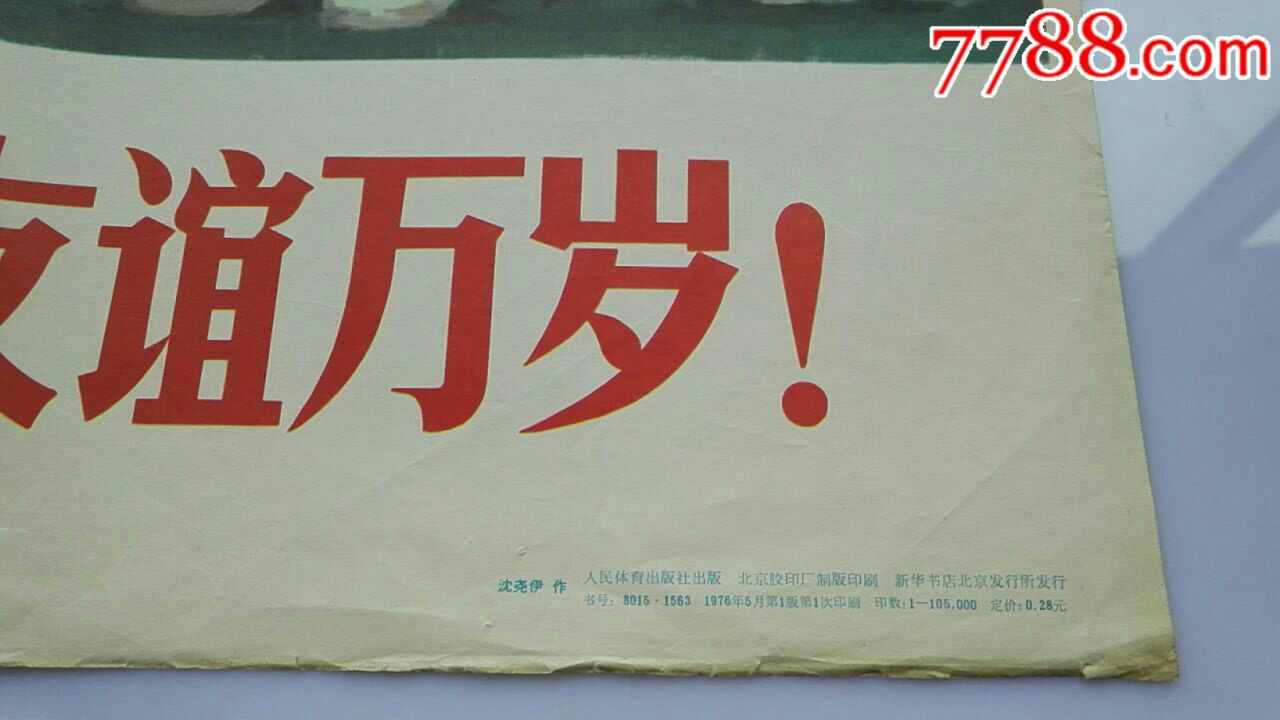 7788.com
友谊万岁!
沈尧伊 作
人民体育出版社出版 北京胶印厂制版印刷 新华书店北京发行所发行
书号: 8015·1563 1976年5月第1版第1次印刷 印数: 1—105,000 定价: 0.28元